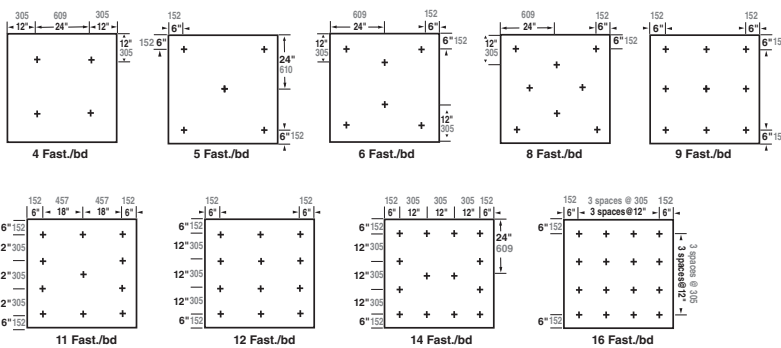 305 609 305
12" 24" 12"
12"
305
4 Fast./bd
152
6"
152 6"
24"
610
6" 152
5 Fast./bd
609 152
24" 6"
12"
305
6" 152
12"
305
6 Fast./bd
609 152
24" 6"
12"
305
6" 152
8 Fast./bd
152 152
6" 6"
6" 15
6" 15
9 Fast./bd
152 457 457 152
6" 18" 18" 6"
6" 152
2" 305
2" 305
2" 305
6" 152
11 Fast./bd
152 152
6" 6"
6" 152
12" 305
12" 305
12" 305
6" 152
12 Fast./bd
152 305 305 305 152
6" 12" 12" 12" 6"
6" 152
12" 305
12" 305
12" 305
6" 152
24"
609
14 Fast./bd
152 3 spaces @ 305 152
6" 3 spaces@12" 6"
6" 152
3 spaces@12"
3 spaces @ 305
6" 152
16 Fast./bd